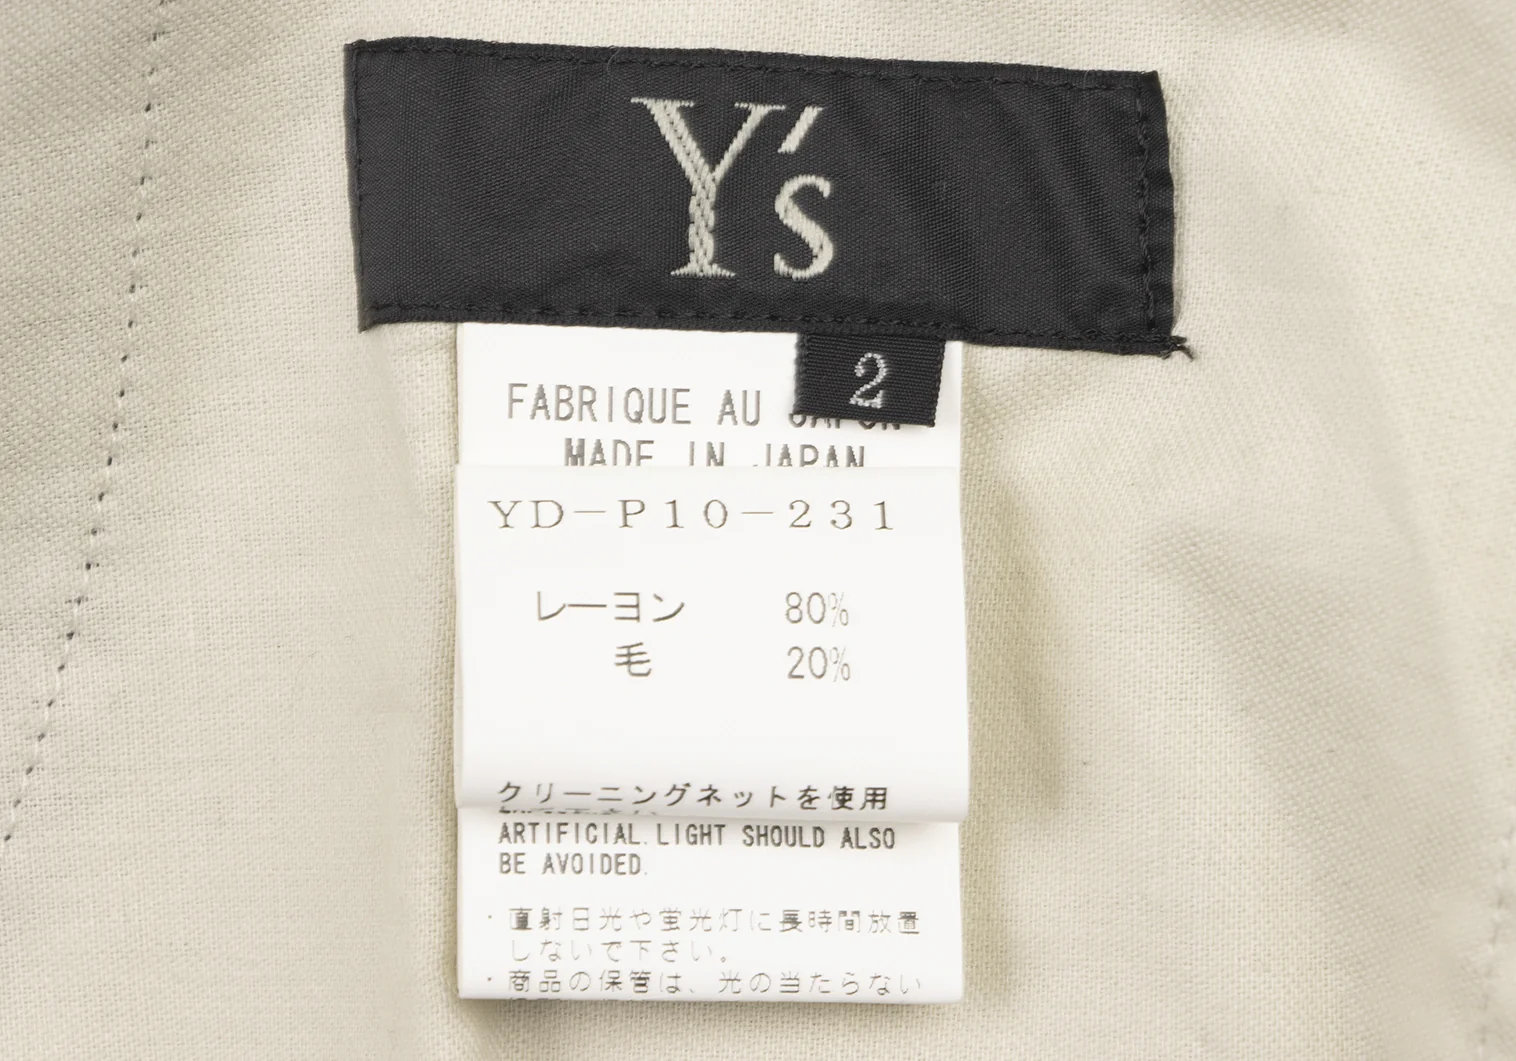 Y's
2
FABRIQUE AU JAPON
MADE IN JAPAN
YD-P10-231
レーヨン 80%
毛 20%
クリーニングネットを使用
ARTIFICIAL LIGHT SHOULD ALSO
BE AVOIDED.
・直射日光や蛍光灯に長時間放置
しないで下さい。
・商品の保管は、光の当たらない